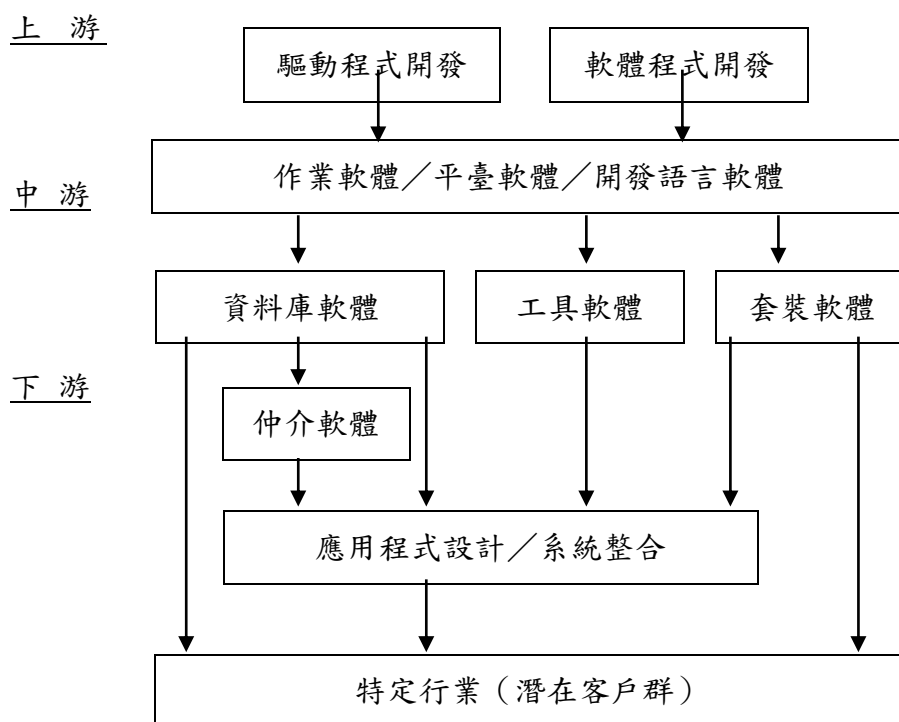 上 游
驅動程式開發
軟體程式開發
作業軟體／平臺軟體／開發語言軟體
中 游
資料庫軟體
工具軟體
套裝軟體
下 游
仲介軟體
應用程式設計／系統整合
特定行業（潛在客戶群）